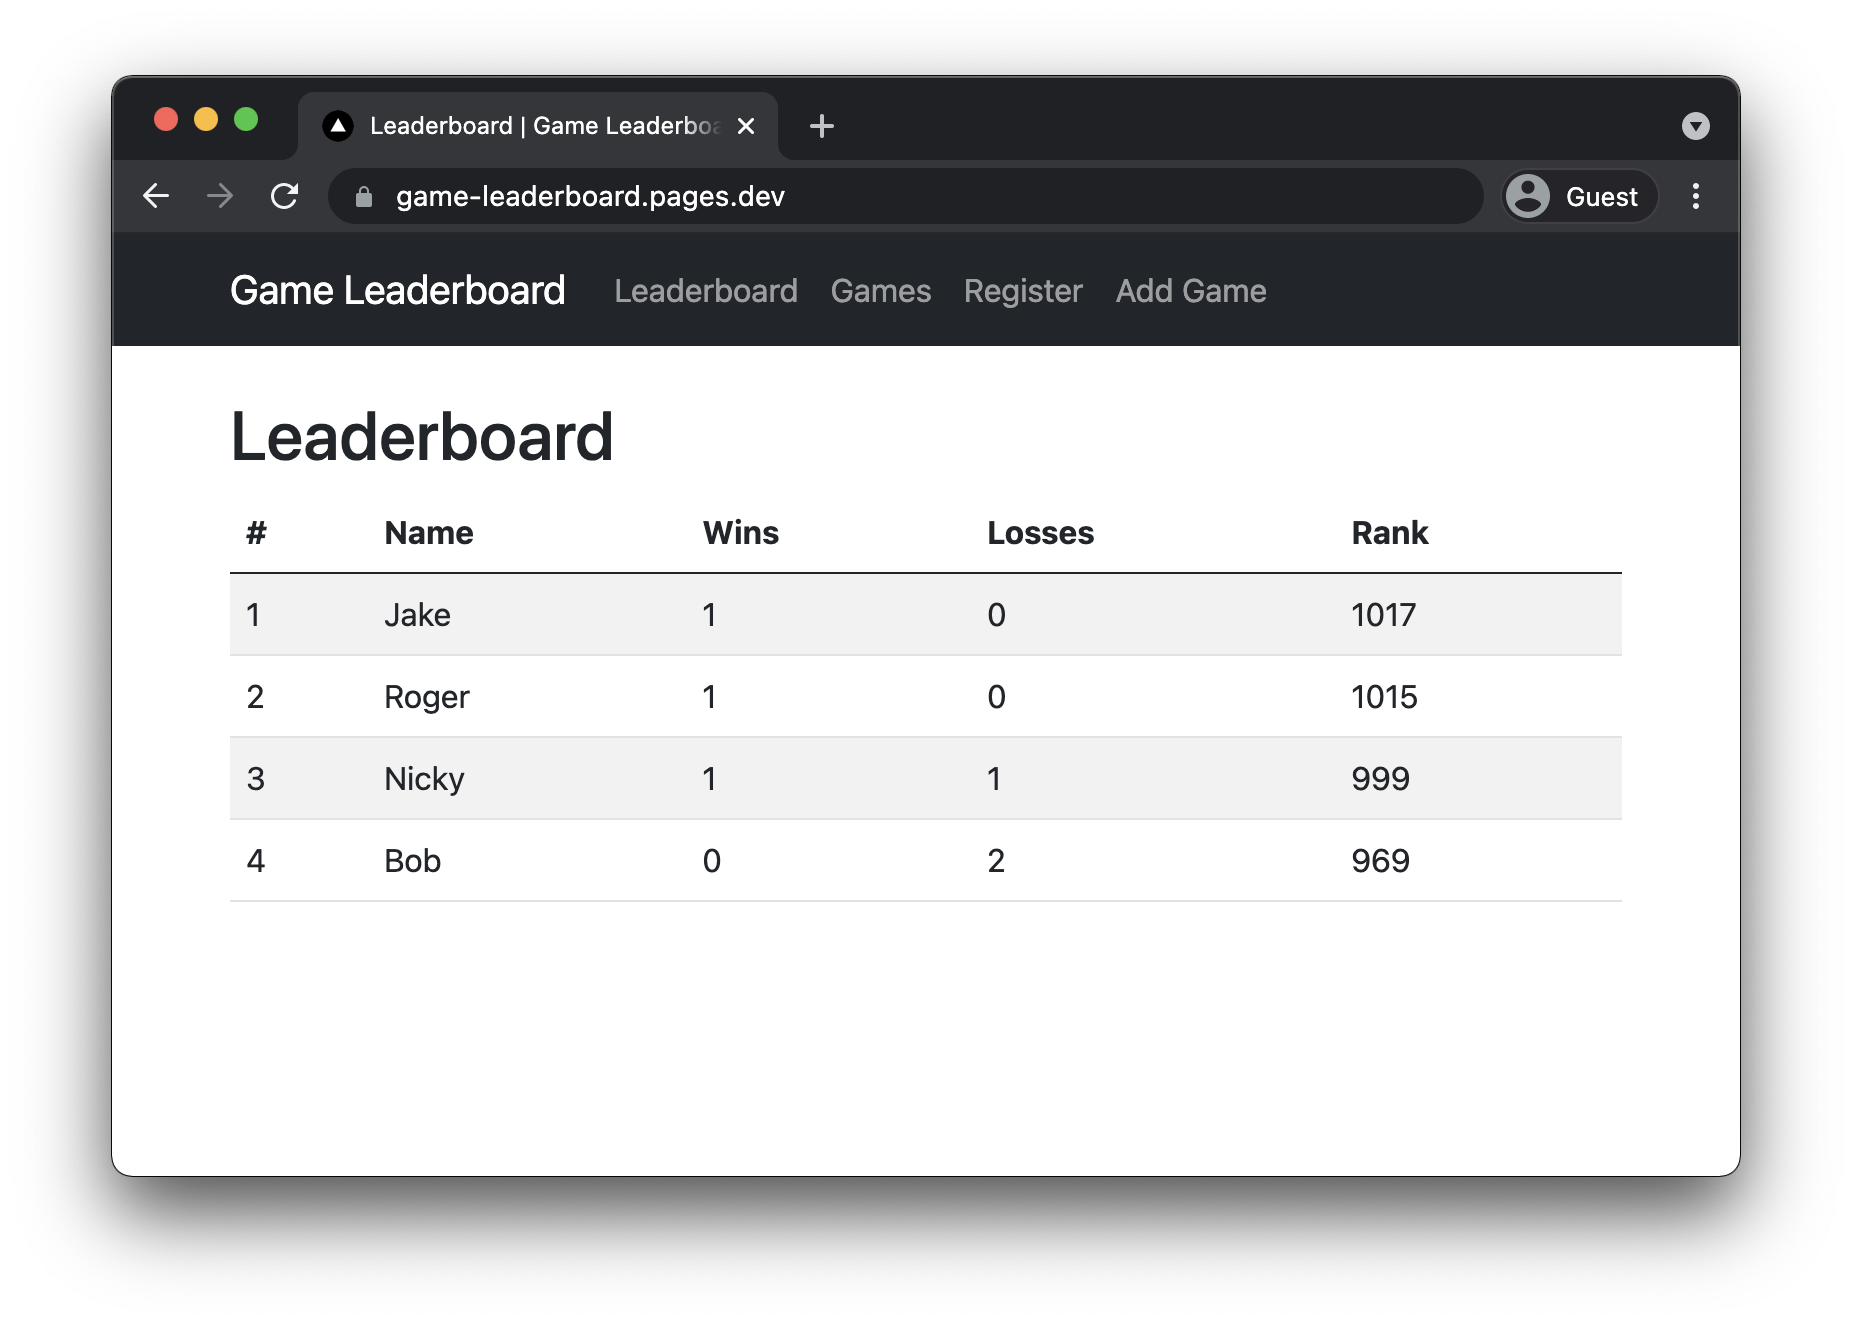 Leaderboard | Game Leaderboa
game-leaderboard.pages.dev
Guest
Game Leaderboard Leaderboard Games Register Add Game
Leaderboard
# Name Wins Losses Rank
1 Jake 1 0 1017
2 Roger 1 0 1015
3 Nicky 1 1 999
4 Bob 0 2 969